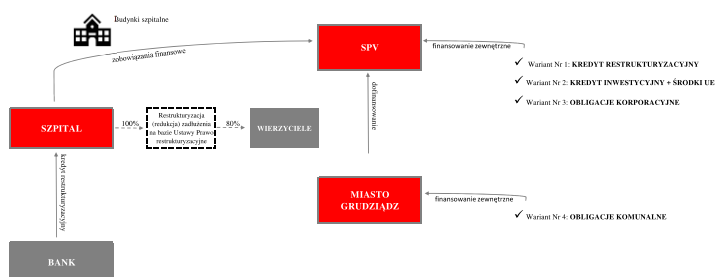 Budynki szpitalne
zobowiązania finansowe
SPV
finansowanie zewnętrzne
Wariant Nr 1: KREDYT RESTRUKTURYZACYJNY
Wariant Nr 2: KREDYT INWESTYCYJNY + ŚRODKI UE
Wariant Nr 3: OBLIGACJE KORPORACYJNE
dofinansowanie
SZPITAL
100%
Restrukturyzacja
(redukcja) zadłużenia
na bazie Ustawy Prawo
restrukturyzacyjne
80%
WIERZYCIELE
kredyt restrukturyzacyjny
MIASTO
GRUDZIĄDZ
finansowanie zewnętrzne
Wariant Nr 4: OBLIGACJE KOMUNALNE
BANK